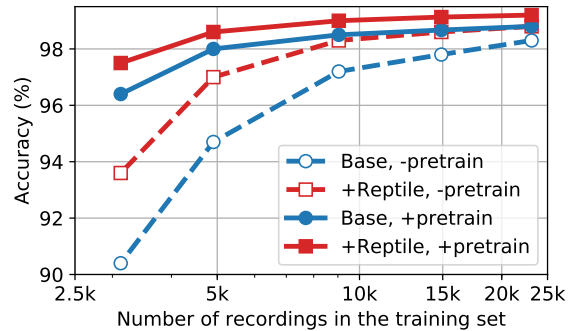 Accuracy (%)
98
96
94
92
90
Base, -pretrain
+Reptile, -pretrain
Base, +pretrain
+Reptile, +pretrain
2.5k 5k 10k 15k 20k 25k
Number of recordings in the training set